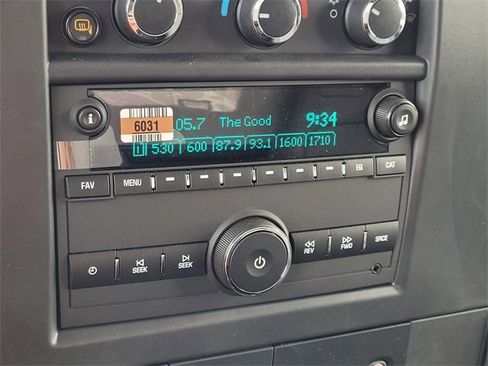 6031
05.7 The Good 9:34
530 600 87.9 93.1 1600 1710
FAV MENU EQ CAT
SEEK SEEK REV FWD SRCE